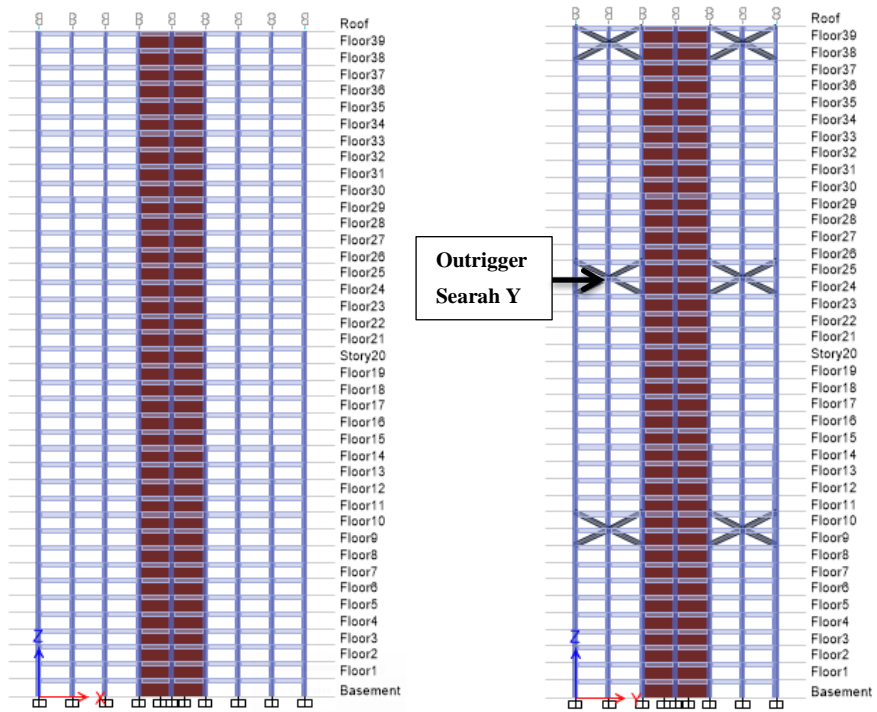 Roof
Floor39
Floor38
Floor37
Floor36
Floor35
Floor34
Floor33
Floor32
Floor31
Floor30
Floor29
Floor28
Floor27
Floor26
Floor25
Floor24
Floor23
Floor22
Floor21
Story20
Floor19
Floor18
Floor17
Floor16
Floor15
Floor14
Floor13
Floor12
Floor11
Floor10
Floor9
Floor8
Floor7
Floor6
Floor5
Floor4
Floor3
Floor2
Floor1
Basement
Z
X
Outrigger
Searah Y
Roof
Floor39
Floor38
Floor37
Floor36
Floor35
Floor34
Floor33
Floor32
Floor31
Floor30
Floor29
Floor28
Floor27
Floor26
Floor25
Floor24
Floor23
Floor22
Floor21
Story20
Floor19
Floor18
Floor17
Floor16
Floor15
Floor14
Floor13
Floor12
Floor11
Floor10
Floor9
Floor8
Floor7
Floor6
Floor5
Floor4
Floor3
Floor2
Floor1
Basement
Z
Y